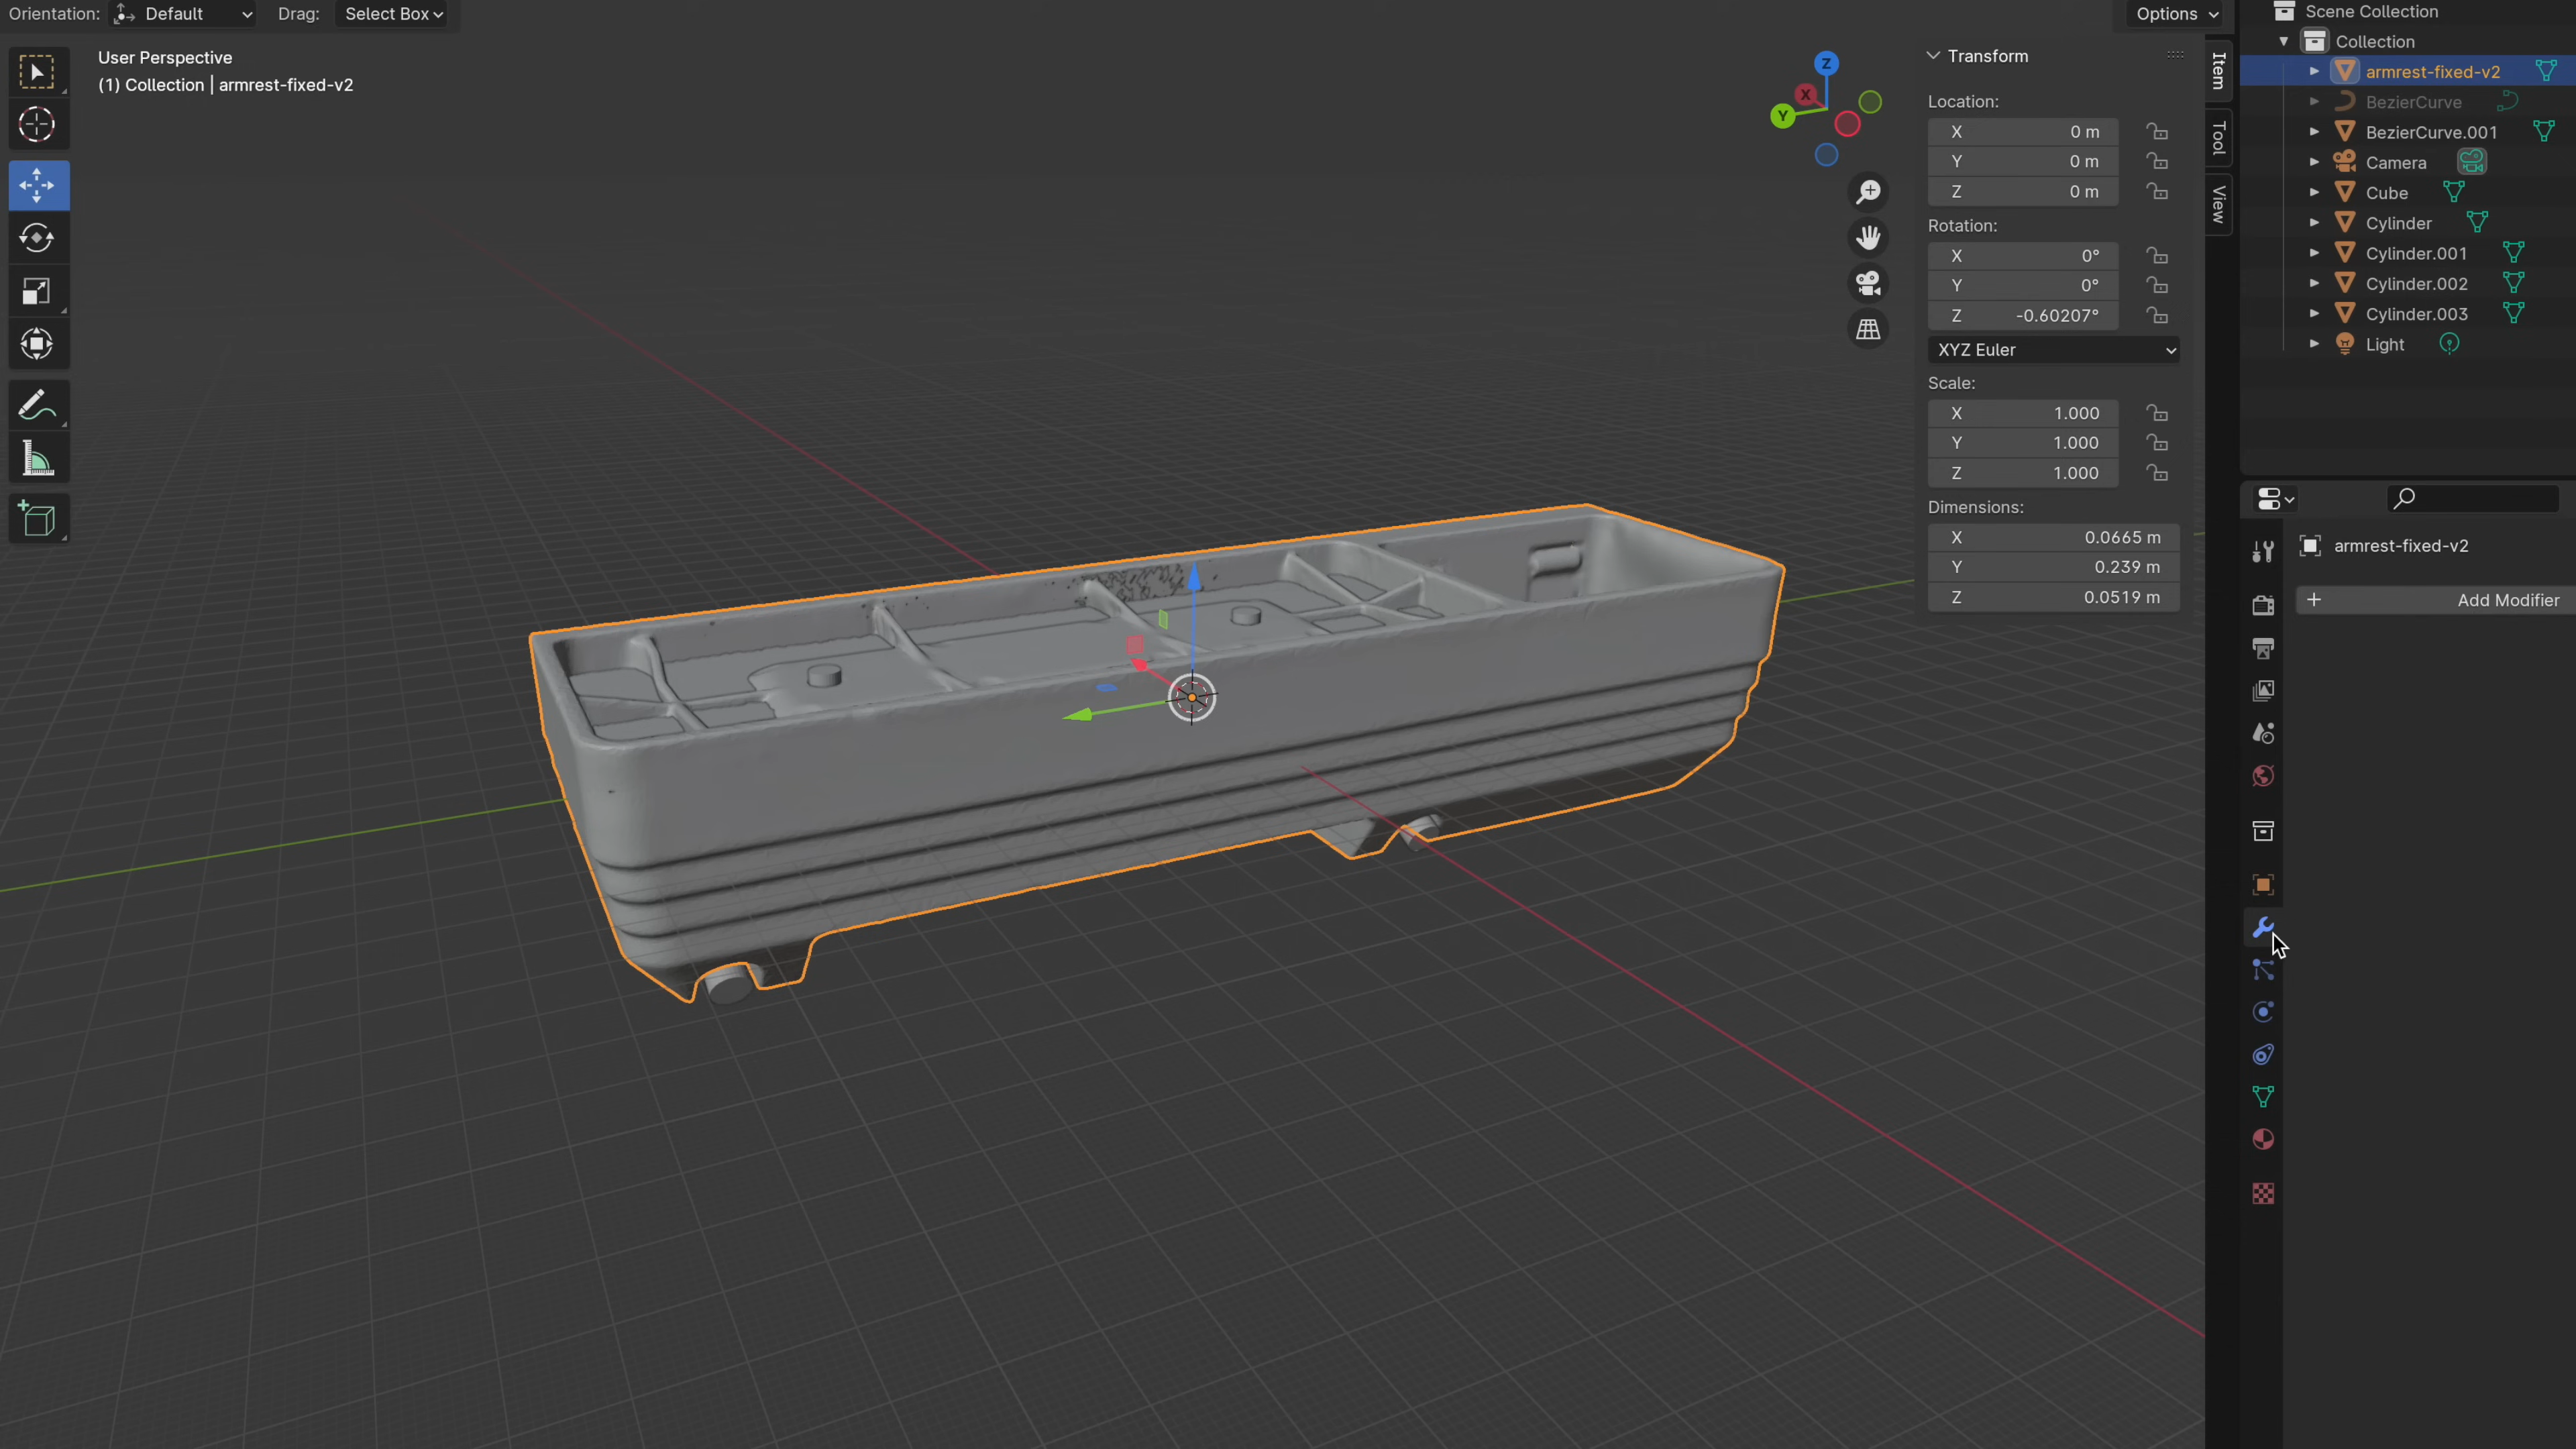 Orientation: Default Drag: Select Box Options
User Perspective
(1) Collection | armrest-fixed-v2
Z
X
Y
Transform
Location:
X 0 m
Y 0 m
Z 0 m
Rotation:
X 0°
Y 0°
Z -0.60207°
XYZ Euler
Scale:
X 1.000
Y 1.000
Z 1.000
Dimensions:
X 0.0665 m
Y 0.239 m
Z 0.0519 m
Item
Tool
View
Scene Collection
Collection
armrest-fixed-v2
BezierCurve
BezierCurve.001
Camera
Cube
Cylinder
Cylinder.001
Cylinder.002
Cylinder.003
Light
armrest-fixed-v2
Add Modifier